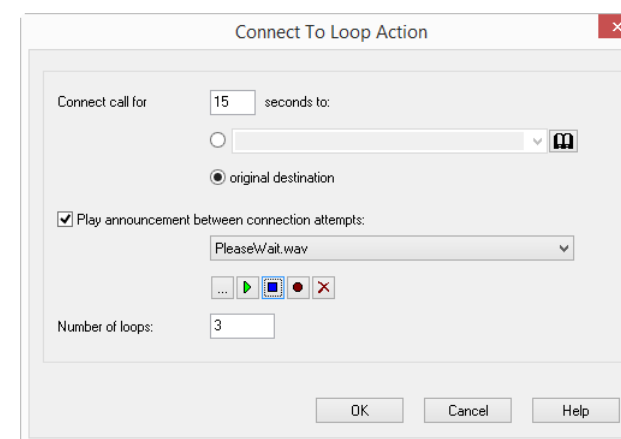 Connect To Loop Action
Connect call for 15 seconds to:
original destination
Play announcement between connection attempts:
PleaseWait.wav
...
Number of loops: 3
OK Cancel Help